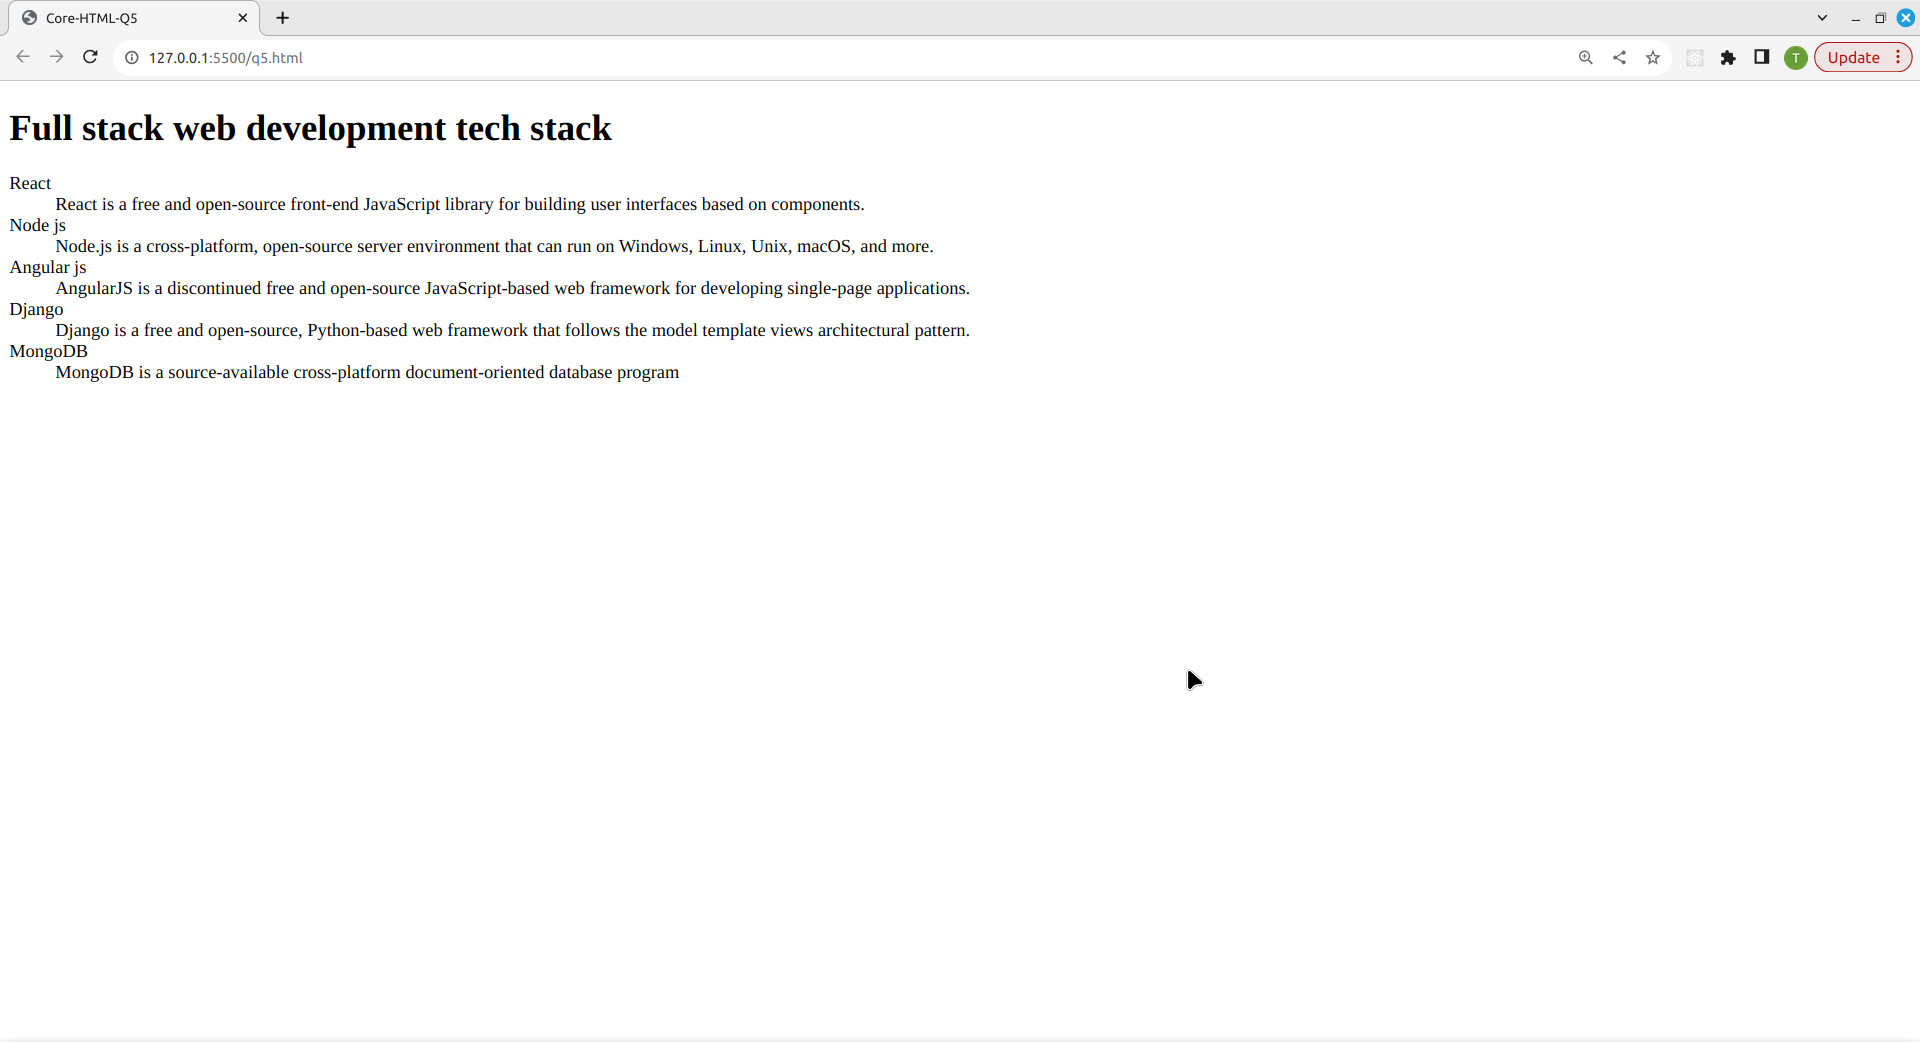 Core-HTML-Q5
127.0.0.1:5500/q5.html
T
Update
Full stack web development tech stack
React
React is a free and open-source front-end JavaScript library for building user interfaces based on components.
Node js
Node.js is a cross-platform, open-source server environment that can run on Windows, Linux, Unix, macOS, and more.
Angular js
AngularJS is a discontinued free and open-source JavaScript-based web framework for developing single-page applications.
Django
Django is a free and open-source, Python-based web framework that follows the model template views architectural pattern.
MongoDB
MongoDB is a source-available cross-platform document-oriented database program